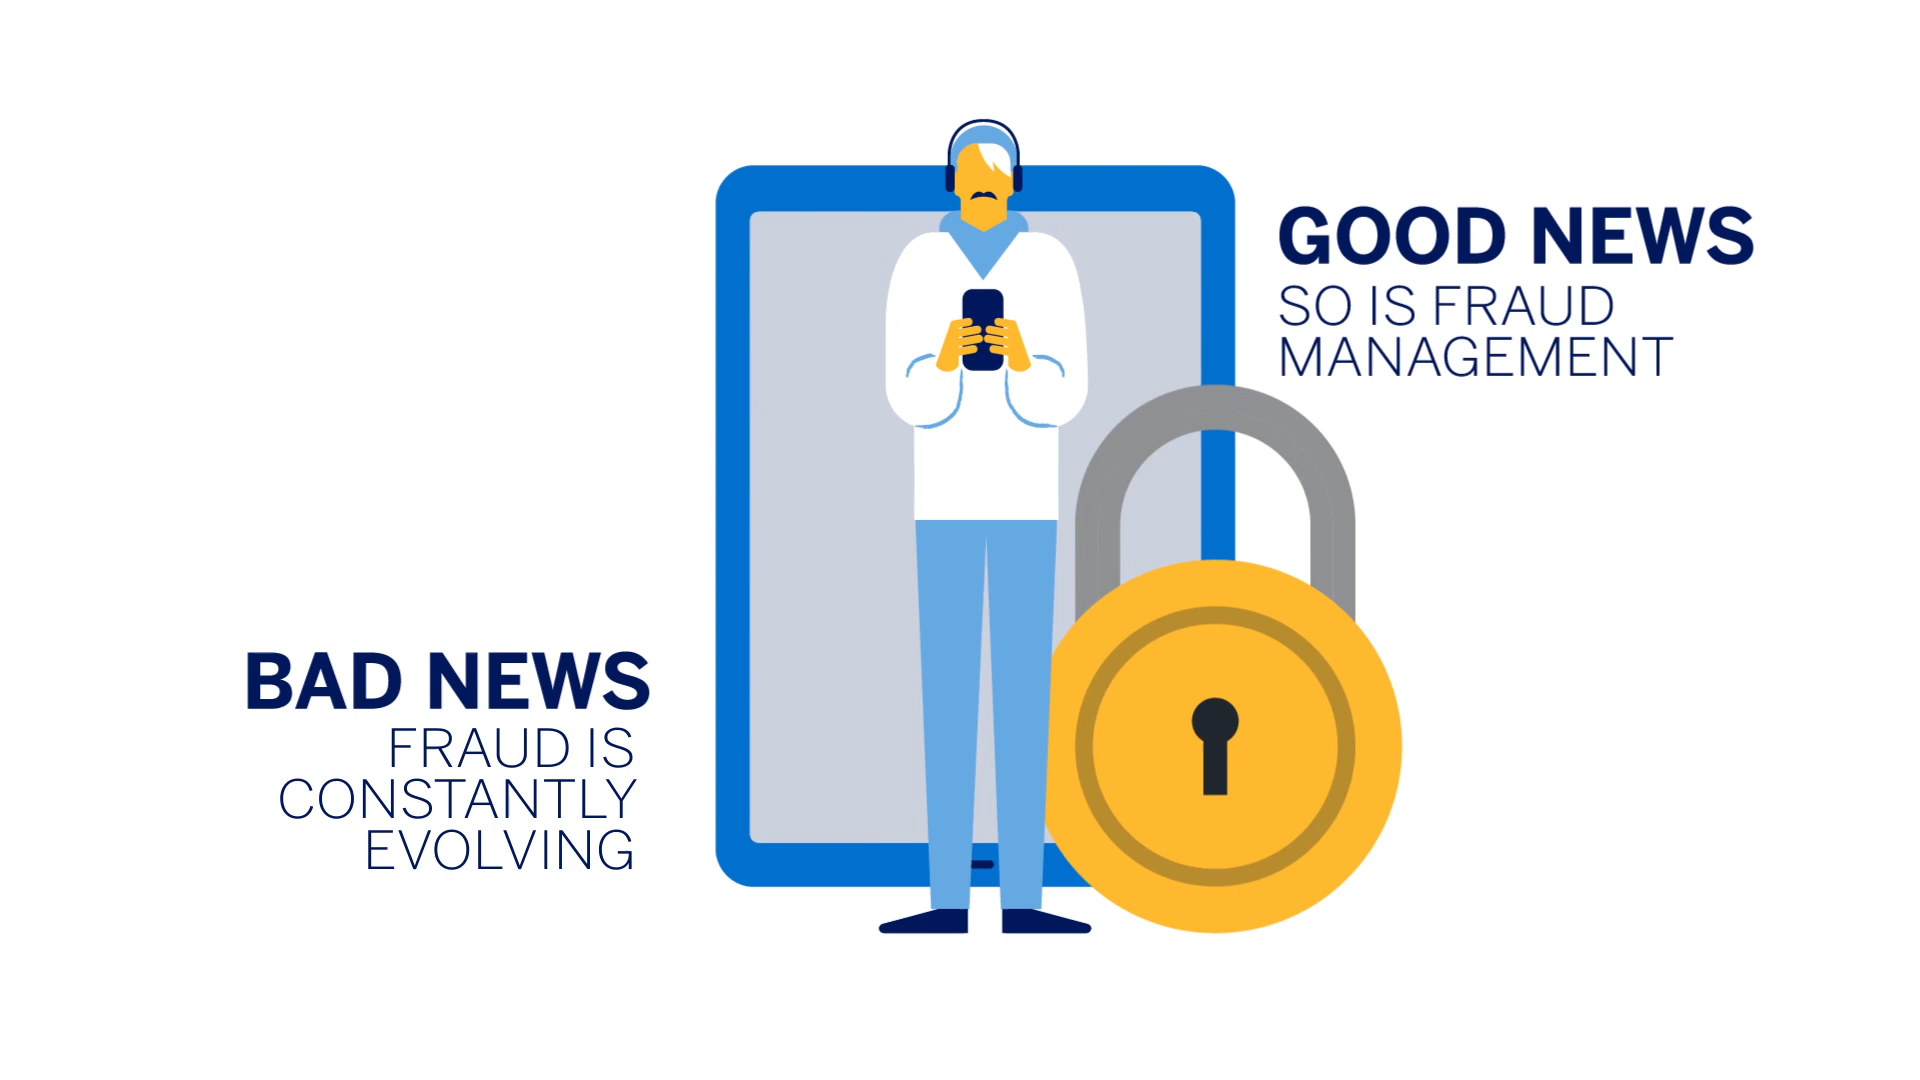 BAD NEWS
FRAUD IS
CONSTANTLY
EVOLVING
GOOD NEWS
SO IS FRAUD
MANAGEMENT